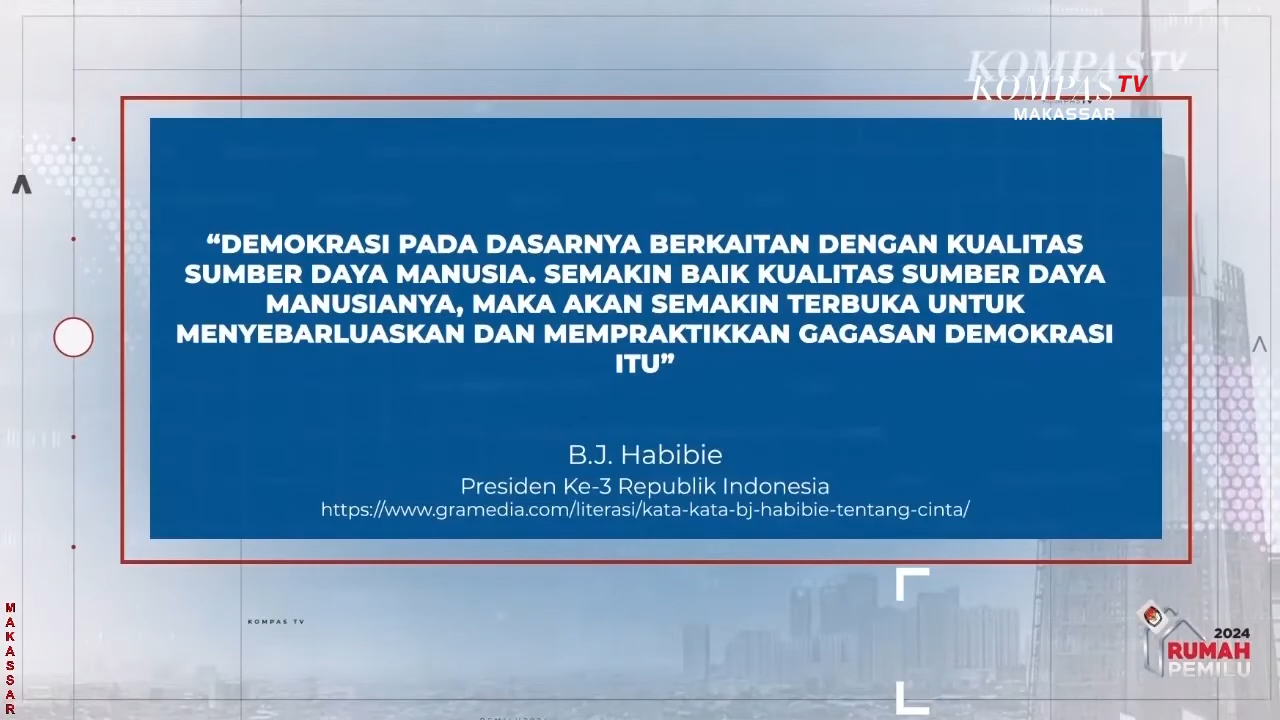 KOMPAS TV
KOMPAS TV
MAKASSAR
“DEMOKRASI PADA DASARNYA BERKAITAN DENGAN KUALITAS
SUMBER DAYA MANUSIA. SEMAKIN BAIK KUALITAS SUMBER DAYA
MANUSIANYA, MAKA AKAN SEMAKIN TERBUKA UNTUK
MENYEBARLUASKAN DAN MEMPRAKTIKKAN GAGASAN DEMOKRASI
ITU”
B.J. Habibie
Presiden Ke-3 Republik Indonesia
https://www.gramedia.com/literasi/kata-kata-bj-habibie-tentang-cinta/
KOMPAS TV
MAKASSAR
2024
RUMAH
PEMILU